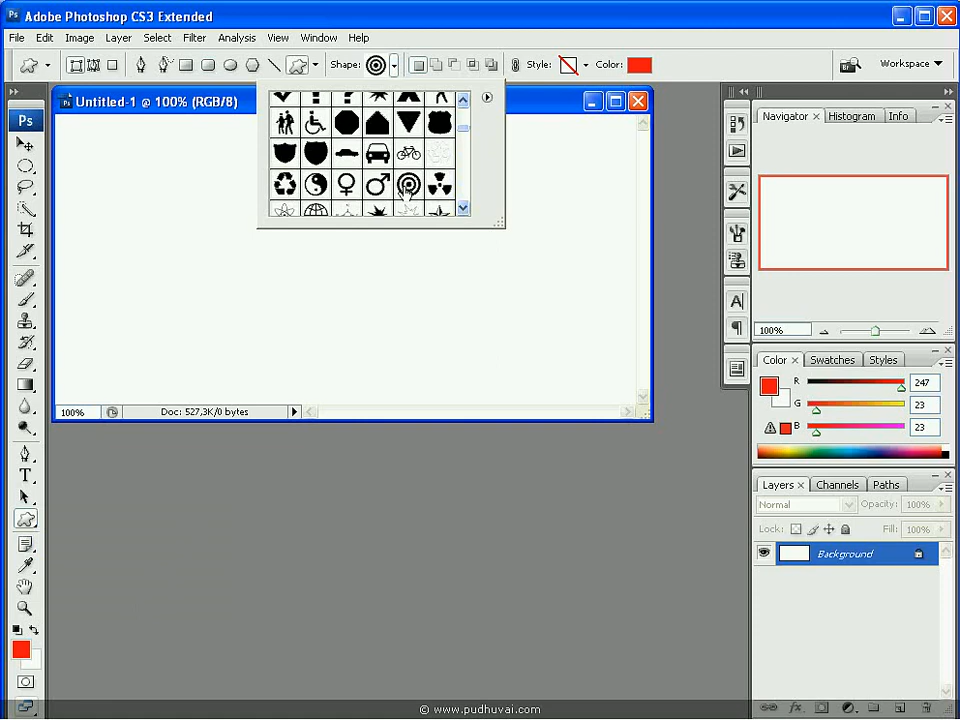 Adobe Photoshop CS3 Extended
File Edit Image Layer Select Filter Analysis View Window Help
Shape: Style: Color: Workspace
Untitled-1 @ 100% (RGB/8)
Ps
100% Doc: 527,3K/0 bytes
Navigator Histogram Info
100%
Color Swatches Styles
R 247
G 23
B 23
Layers Channels Paths
Normal Opacity: 100%
Lock: Fill: 100%
Background
© www.pudhuvai.com